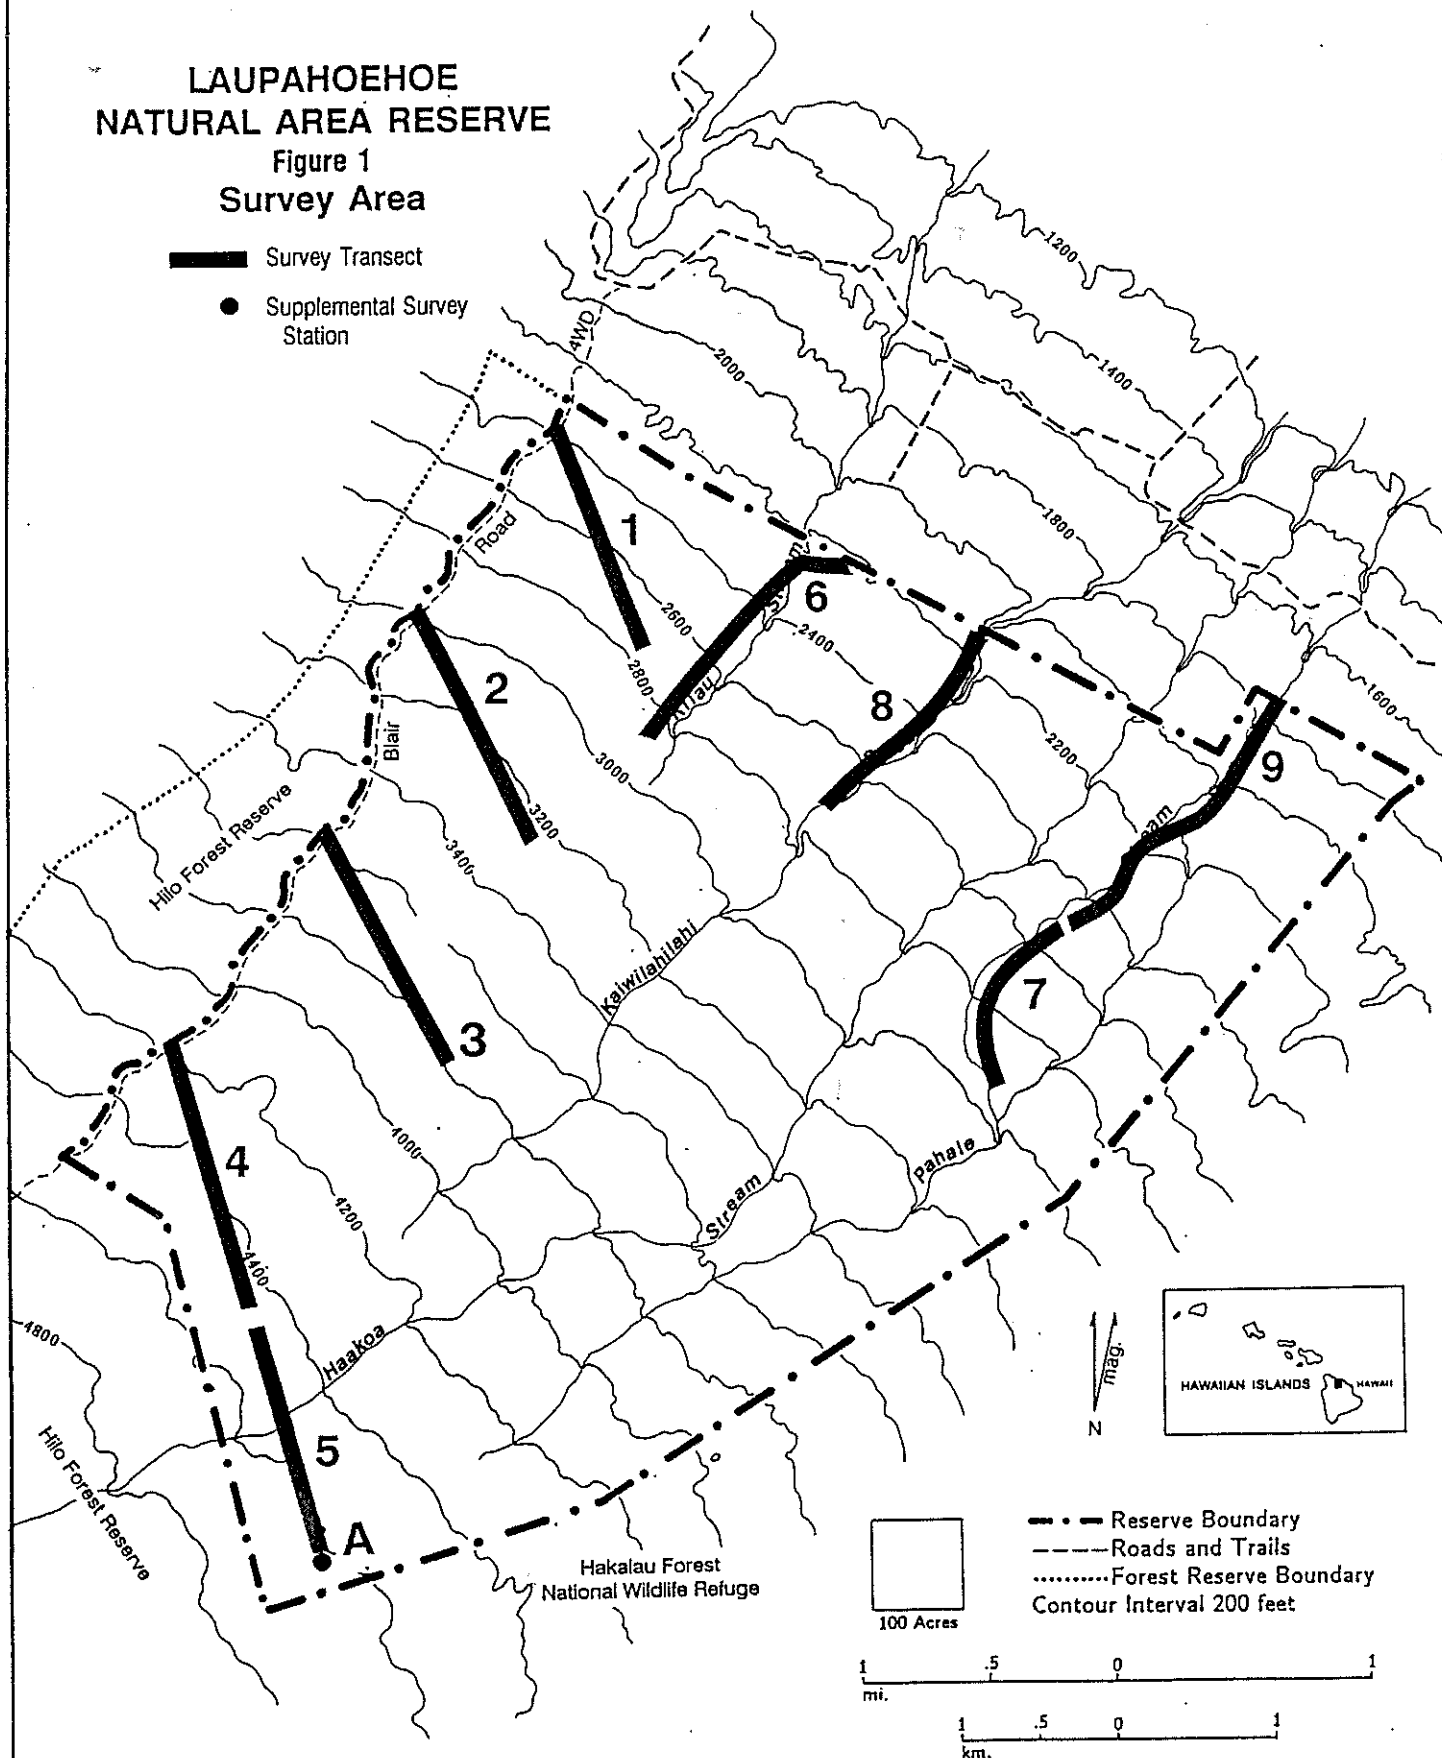 LAUPAHOEHOE
NATURAL AREA RESERVE
Figure 1
Survey Area
Survey Transect
Supplemental Survey
Station
4WD
1200
2000
1400
1800
Road
1
6
2600
2400
2800
2
8
Kilau
1600
2200
9
Blair
3000
3200
3400
Hilo Forest Reserve
Kaiwilahilahi
7
3
4000
4
4200
Stream
Pahale
4400
4800
Haakoa
mag.
N
HAWAIIAN ISLANDS
HAWAII
5
Hilo Forest Reserve
A
Hakalau Forest
National Wildlife Refuge
100 Acres
Reserve Boundary
Roads and Trails
Forest Reserve Boundary
Contour Interval 200 feet
1 .5 0 1
mi.
1 .5 0 1
km.